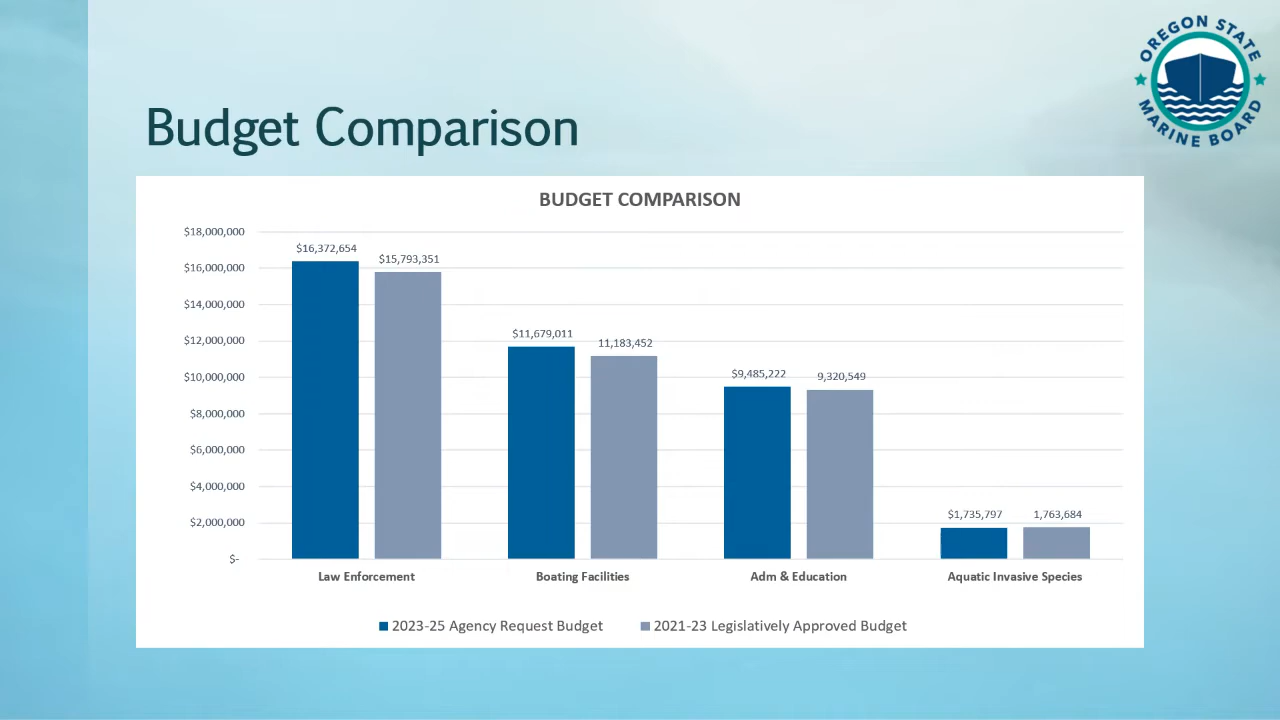 OREGON STATE
MARINE BOARD
Budget Comparison
BUDGET COMPARISON
$18,000,000
$16,000,000
$14,000,000
$12,000,000
$10,000,000
$8,000,000
$6,000,000
$4,000,000
$2,000,000
$-
$16,372,654
$15,793,351
$11,679,011
11,183,452
$9,485,222
9,320,549
$1,735,797
1,763,684
Law Enforcement
Boating Facilities
Adm & Education
Aquatic Invasive Species
2023-25 Agency Request Budget
2021-23 Legislatively Approved Budget